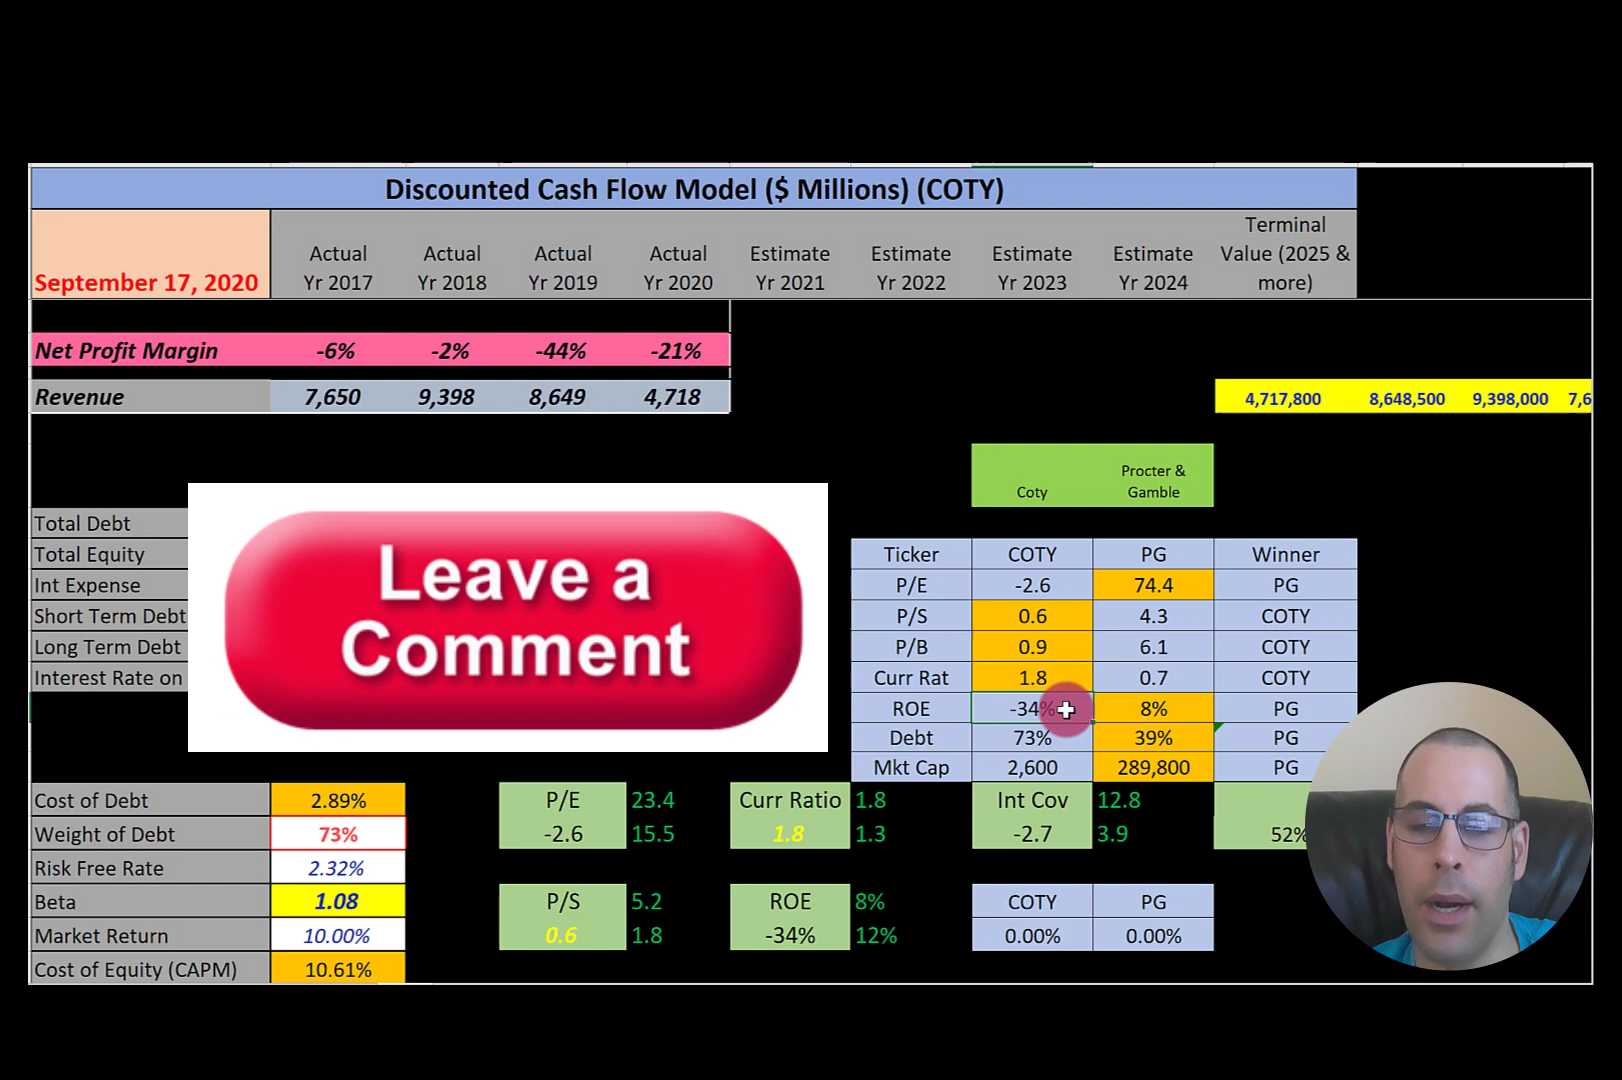 Discounted Cash Flow Model ($ Millions) (COTY)
September 17, 2020
Actual Yr 2017
Actual Yr 2018
Actual Yr 2019
Actual Yr 2020
Estimate Yr 2021
Estimate Yr 2022
Estimate Yr 2023
Estimate Yr 2024
Terminal Value (2025 & more)
Net Profit Margin -6% -2% -44% -21%
Revenue 7,650 9,398 8,649 4,718 4,717,800 8,648,500 9,398,000 7,6
Coty
Procter & Gamble
Total Debt
Total Equity
Int Expense
Short Term Debt
Long Term Debt
Interest Rate on
Leave a
Comment
Ticker COTY PG Winner
P/E -2.6 74.4 PG
P/S 0.6 4.3 COTY
P/B 0.9 6.1 COTY
Curr Rat 1.8 0.7 COTY
ROE -34% 8% PG
Debt 73% 39% PG
Mkt Cap 2,600 289,800 PG
Cost of Debt 2.89%
Weight of Debt 73%
Risk Free Rate 2.32%
Beta 1.08
Market Return 10.00%
Cost of Equity (CAPM) 10.61%
P/E 23.4
-2.6 15.5
Curr Ratio 1.8
1.8 1.3
Int Cov 12.8
-2.7 3.9
52%
P/S 5.2
0.6 1.8
ROE 8%
-34% 12%
COTY PG
0.00% 0.00%